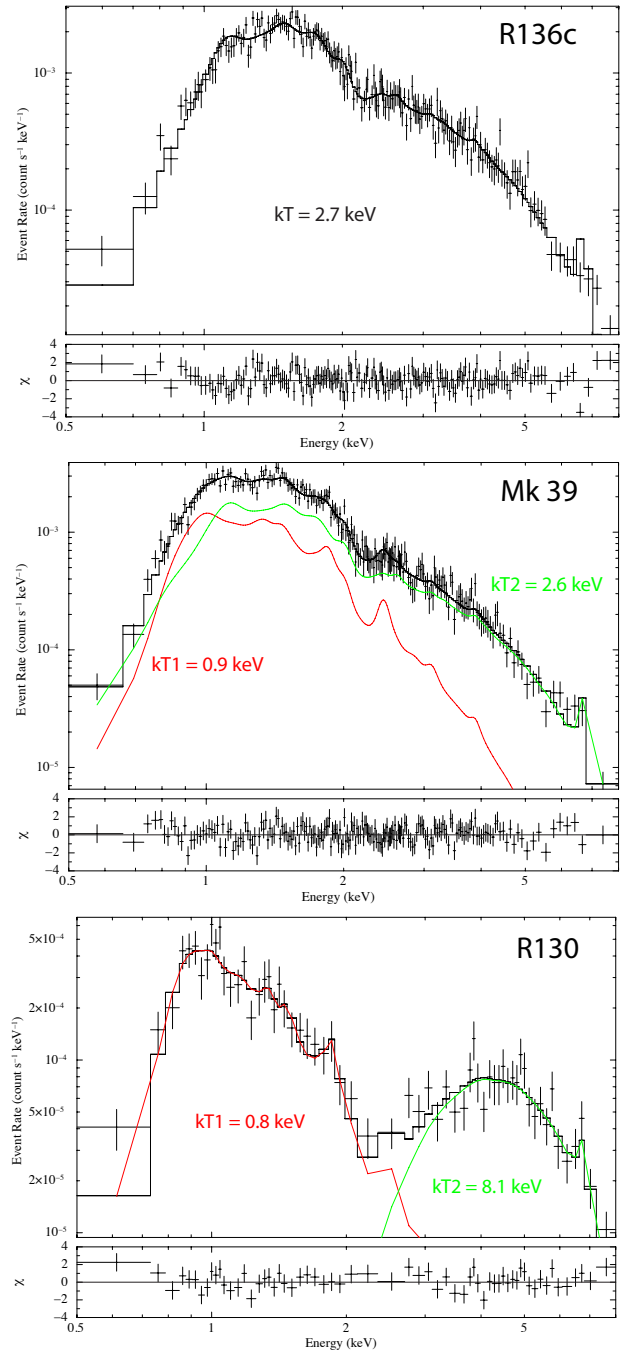 R136c
10⁻³
10⁻⁴
Event Rate (count s⁻¹ keV⁻¹)
kT = 2.7 keV
4
2
0
−2
−4
χ
0.5
1
2
5
Energy (keV)
Mk 39
10⁻³
10⁻⁴
10⁻⁵
Event Rate (count s⁻¹ keV⁻¹)
kT2 = 2.6 keV
kT1 = 0.9 keV
4
2
0
−2
−4
χ
0.5
1
2
5
Energy (keV)
R130
5×10⁻⁴
2×10⁻⁴
10⁻⁴
5×10⁻⁵
2×10⁻⁵
10⁻⁵
Event Rate (count s⁻¹ keV⁻¹)
kT1 = 0.8 keV
kT2 = 8.1 keV
4
2
0
−2
−4
χ
0.5
1
2
5
Energy (keV)